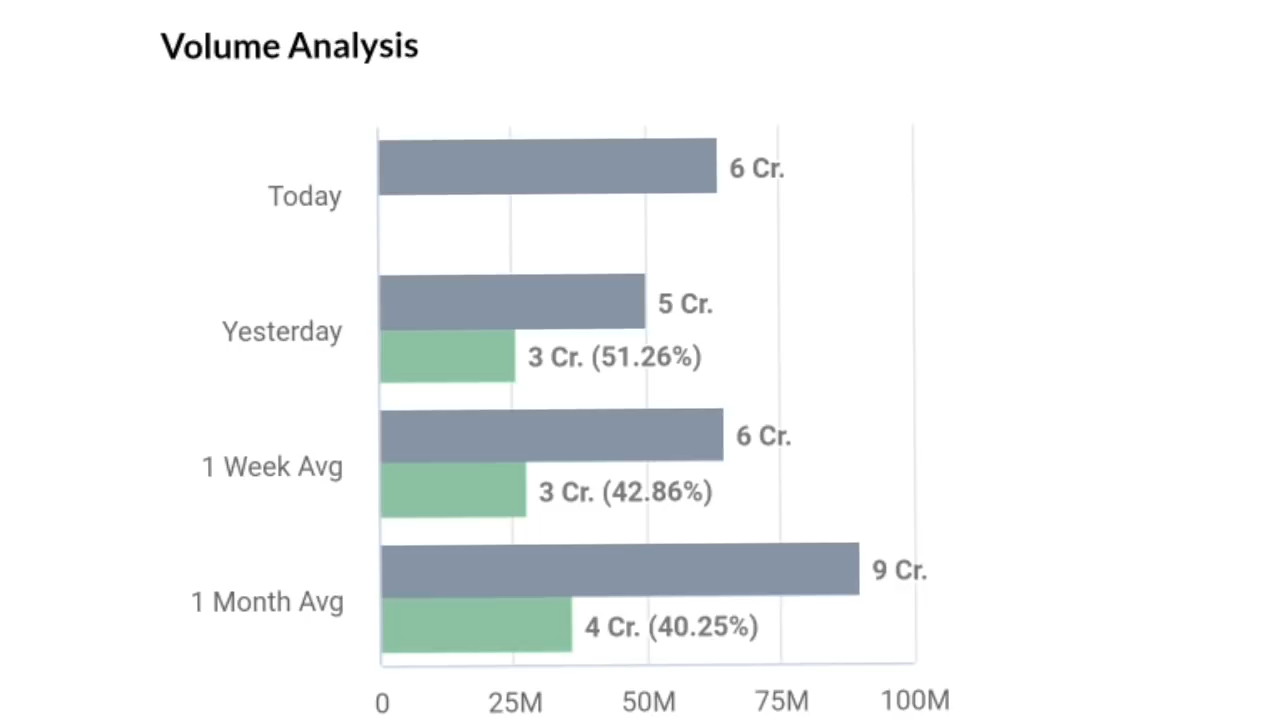 Volume Analysis
Today
6 Cr.
Yesterday
5 Cr.
3 Cr. (51.26%)
1 Week Avg
6 Cr.
3 Cr. (42.86%)
1 Month Avg
9 Cr.
4 Cr. (40.25%)
0 25M 50M 75M 100M